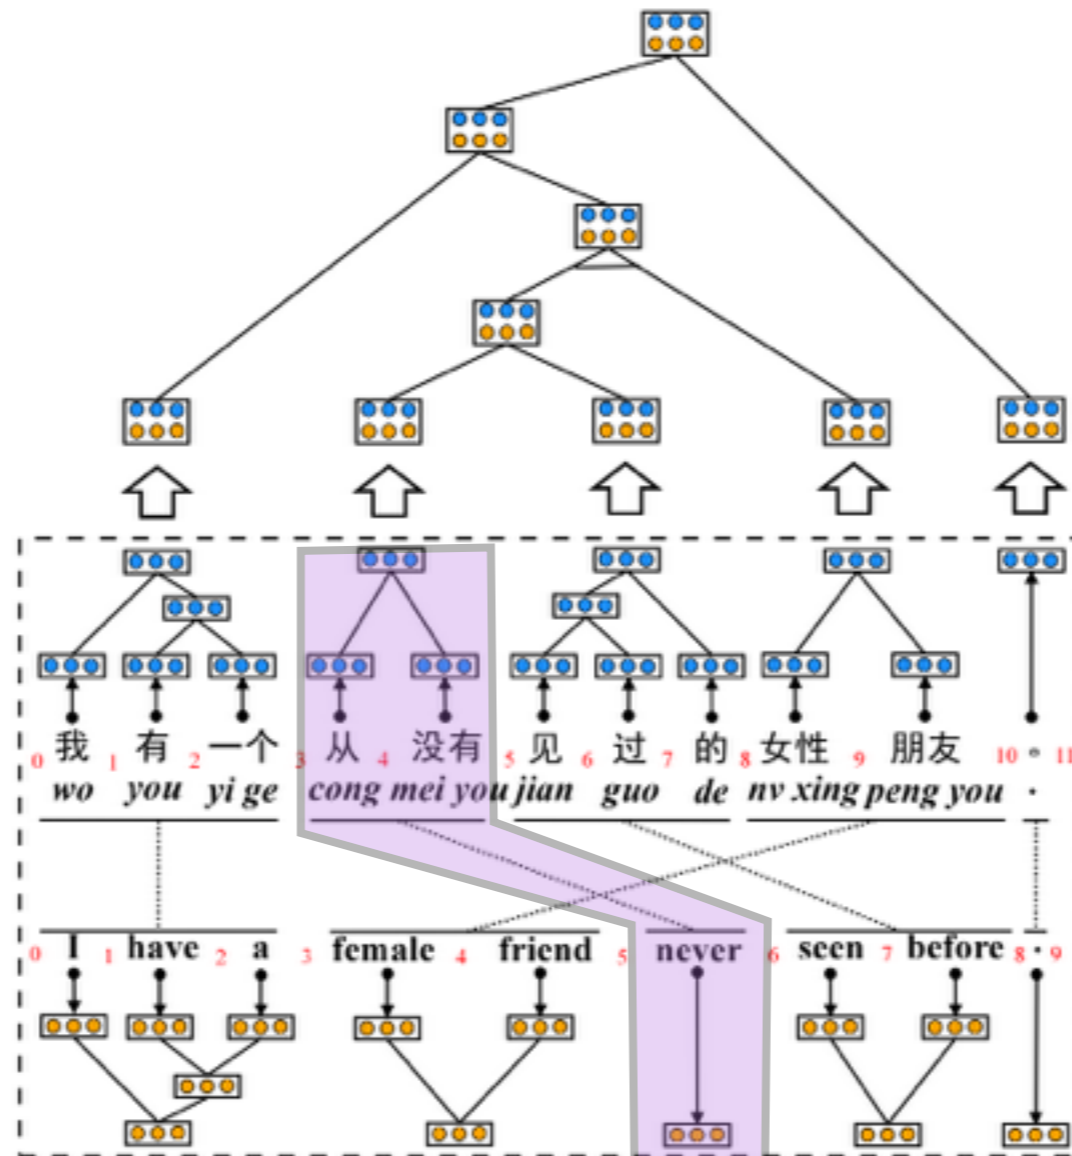 0 我 1 有 2 一个 3 从 4 没有 5 见 6 过 7 的 8 女性 9 朋友 10 。 11
wo you yi ge cong mei you jian guo de nv xing peng you .
0 I 1 have 2 a 3 female 4 friend 5 never 6 seen 7 before 8 . 9